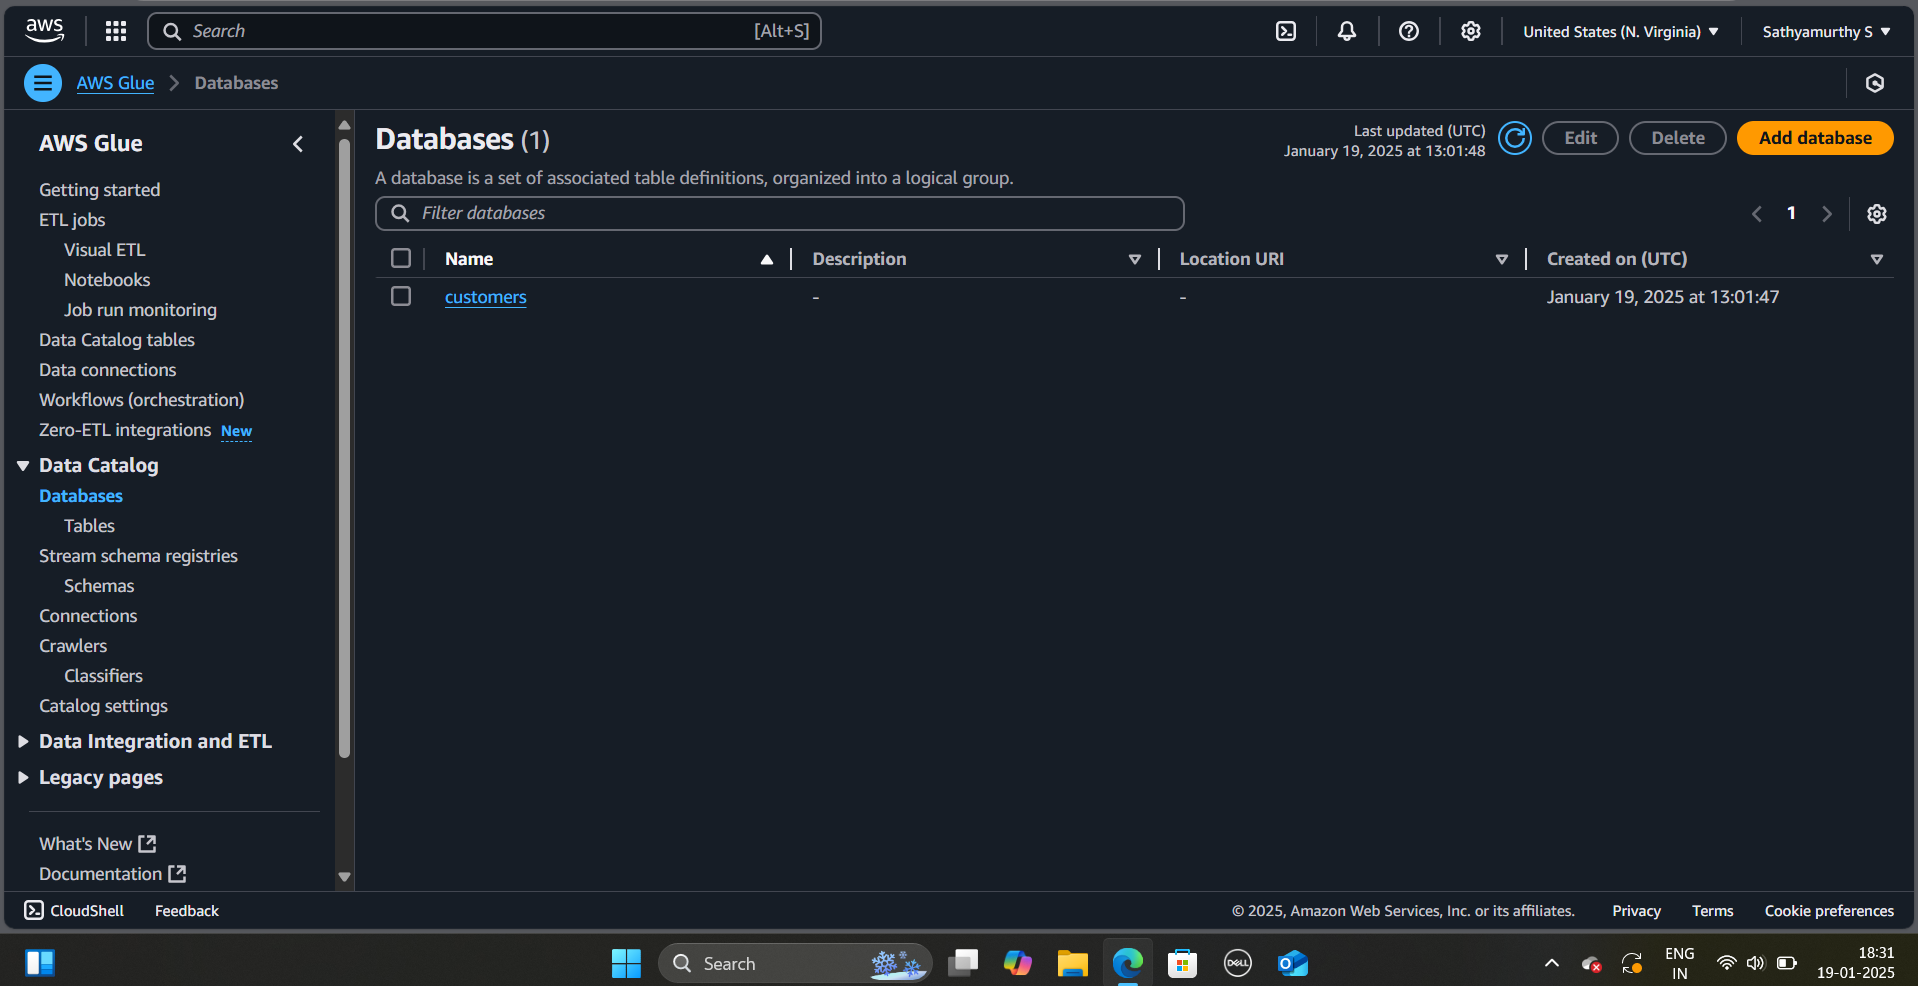 aws
Search [Alt+S]
United States (N. Virginia)
Sathyamurthy S
AWS Glue
Databases
AWS Glue
Getting started
ETL jobs
Visual ETL
Notebooks
Job run monitoring
Data Catalog tables
Data connections
Workflows (orchestration)
Zero-ETL integrations New
Data Catalog
Databases
Tables
Stream schema registries
Schemas
Connections
Crawlers
Classifiers
Catalog settings
Data Integration and ETL
Legacy pages
What's New
Documentation
Databases (1)
Last updated (UTC)
January 19, 2025 at 13:01:48
Edit
Delete
Add database
A database is a set of associated table definitions, organized into a logical group.
Filter databases
1
Name Description Location URI Created on (UTC)
customers - - January 19, 2025 at 13:01:47
CloudShell Feedback
© 2025, Amazon Web Services, Inc. or its affiliates. Privacy Terms Cookie preferences
Search
DELL
ENG
IN
18:31
19-01-2025